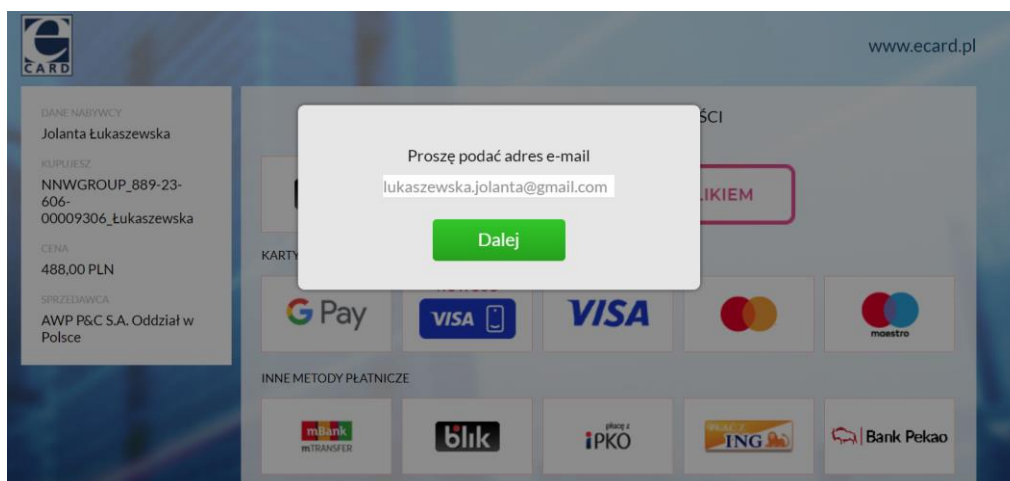 e
CARD
www.ecard.pl
DANE NABYWCY
Jolanta Łukaszewska
KUPUJESZ
NNWGROUP_889-23-
606-
00009306_Łukaszewska
CENA
488,00 PLN
SPRZEDAWCA
AWP P&C S.A. Oddział w
Polsce
ŚCI
Proszę podać adres e-mail
lukaszewska.jolanta@gmail.com
Dalej
LIKIEM
KARTY
G Pay
VISA
VISA
maestro
INNE METODY PŁATNICZE
mBank
mTRANSFER
blik
płacę z
iPKO
PŁAĆ Z
ING
Bank Pekao